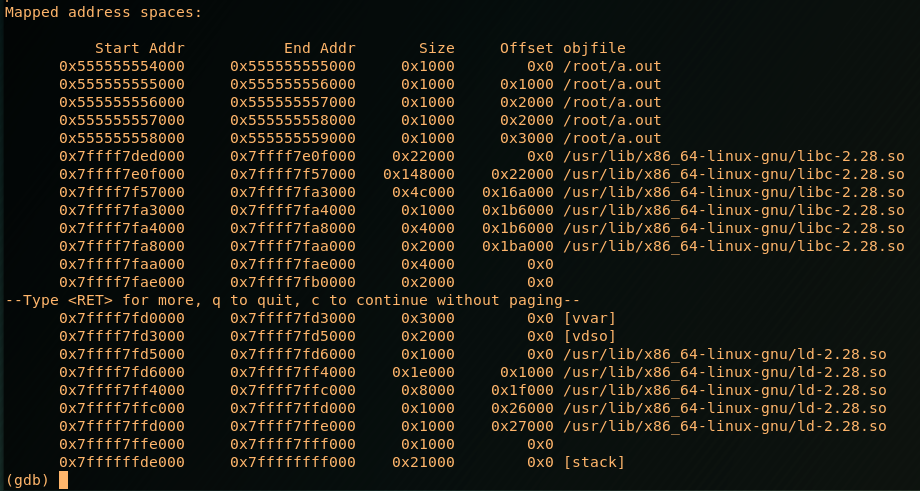 Mapped address spaces:
Start Addr End Addr Size Offset objfile
0x555555554000 0x555555555000 0x1000 0x0 /root/a.out
0x555555555000 0x555555556000 0x1000 0x1000 /root/a.out
0x555555556000 0x555555557000 0x1000 0x2000 /root/a.out
0x555555557000 0x555555558000 0x1000 0x2000 /root/a.out
0x555555558000 0x555555559000 0x1000 0x3000 /root/a.out
0x7ffff7ded000 0x7ffff7e0f000 0x22000 0x0 /usr/lib/x86_64-linux-gnu/libc-2.28.so
0x7ffff7e0f000 0x7ffff7f57000 0x148000 0x22000 /usr/lib/x86_64-linux-gnu/libc-2.28.so
0x7ffff7f57000 0x7ffff7fa3000 0x4c000 0x16a000 /usr/lib/x86_64-linux-gnu/libc-2.28.so
0x7ffff7fa3000 0x7ffff7fa4000 0x1000 0x1b6000 /usr/lib/x86_64-linux-gnu/libc-2.28.so
0x7ffff7fa4000 0x7ffff7fa8000 0x4000 0x1b6000 /usr/lib/x86_64-linux-gnu/libc-2.28.so
0x7ffff7fa8000 0x7ffff7faa000 0x2000 0x1ba000 /usr/lib/x86_64-linux-gnu/libc-2.28.so
0x7ffff7faa000 0x7ffff7fae000 0x4000 0x0
0x7ffff7fae000 0x7ffff7fb0000 0x2000 0x0
--Type <RET> for more, q to quit, c to continue without paging--
0x7ffff7fd0000 0x7ffff7fd3000 0x3000 0x0 [vvar]
0x7ffff7fd3000 0x7ffff7fd5000 0x2000 0x0 [vdso]
0x7ffff7fd5000 0x7ffff7fd6000 0x1000 0x0 /usr/lib/x86_64-linux-gnu/ld-2.28.so
0x7ffff7fd6000 0x7ffff7ff4000 0x1e000 0x1000 /usr/lib/x86_64-linux-gnu/ld-2.28.so
0x7ffff7ff4000 0x7ffff7ffc000 0x8000 0x1f000 /usr/lib/x86_64-linux-gnu/ld-2.28.so
0x7ffff7ffc000 0x7ffff7ffd000 0x1000 0x26000 /usr/lib/x86_64-linux-gnu/ld-2.28.so
0x7ffff7ffd000 0x7ffff7ffe000 0x1000 0x27000 /usr/lib/x86_64-linux-gnu/ld-2.28.so
0x7ffff7ffe000 0x7ffff7fff000 0x1000 0x0
0x7ffffffde000 0x7ffffffff000 0x21000 0x0 [stack]
(gdb)